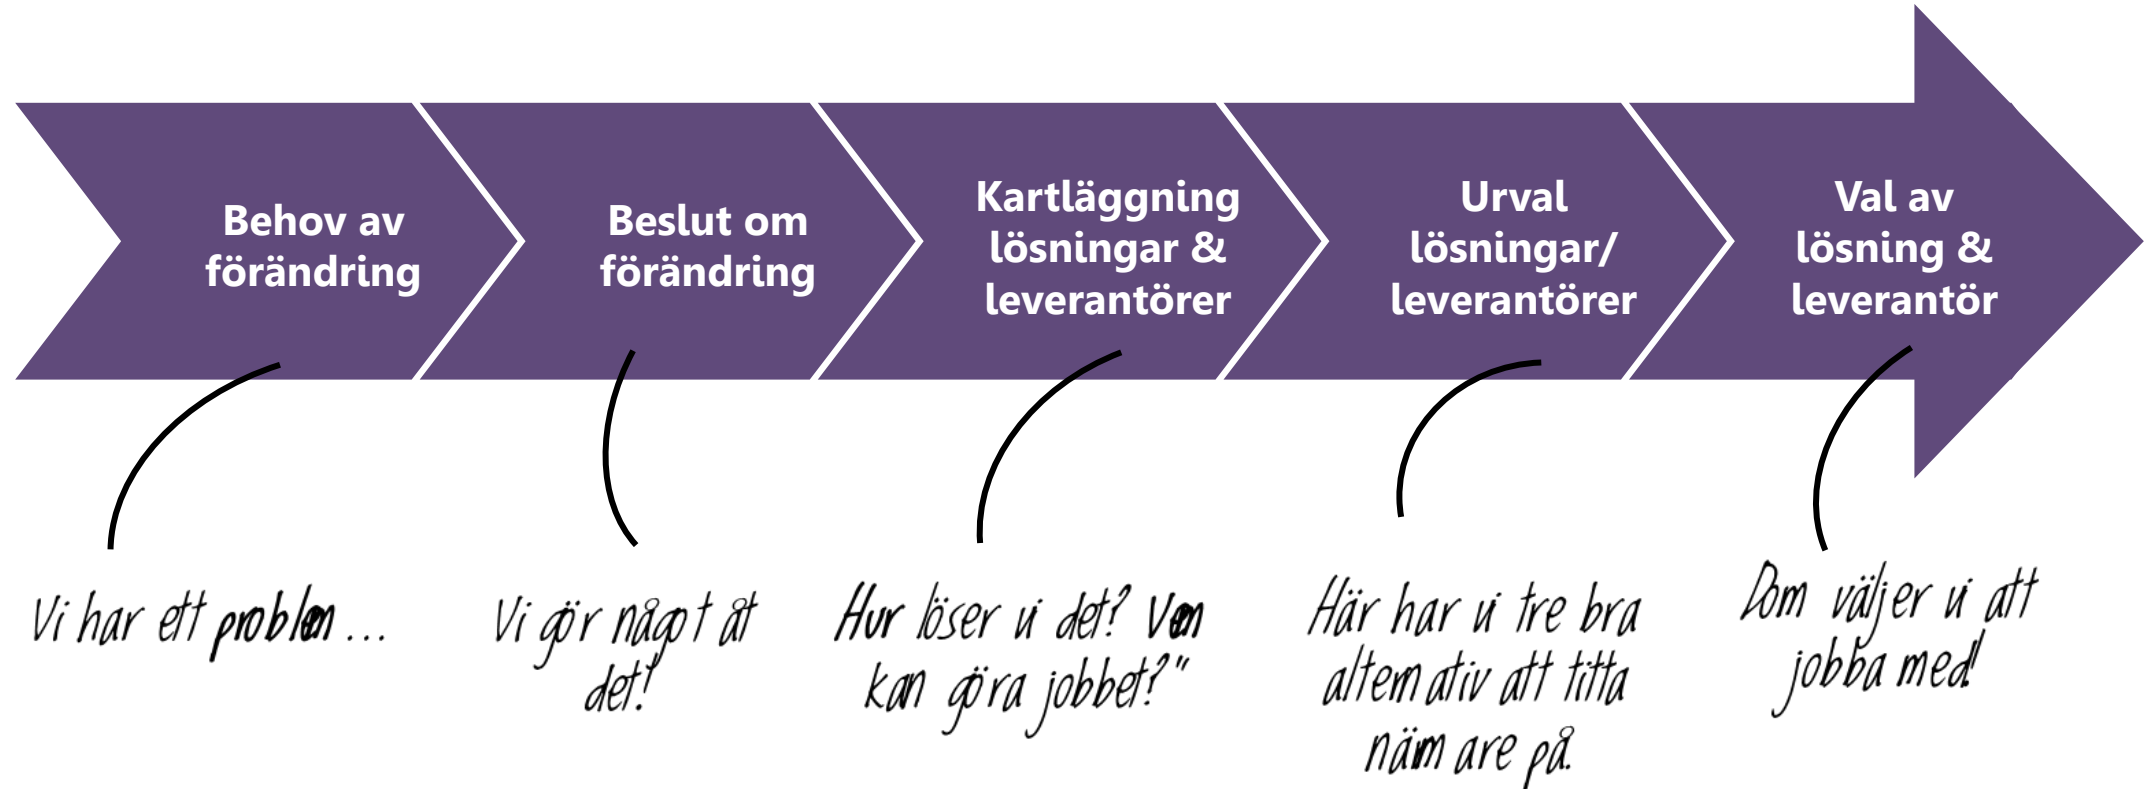 Behov av
förändring
Beslut om
förändring
Kartläggning
lösningar &
leverantörer
Urval
lösningar/
leverantörer
Val av
lösning &
leverantör
Vi har ett problem...
Vi gör något åt
det!
Hur löser vi det? Vem
kan göra jobbet?"
Här har vi tre bra
alternativ att titta
närmare på.
Dom väljer vi att
jobba med!